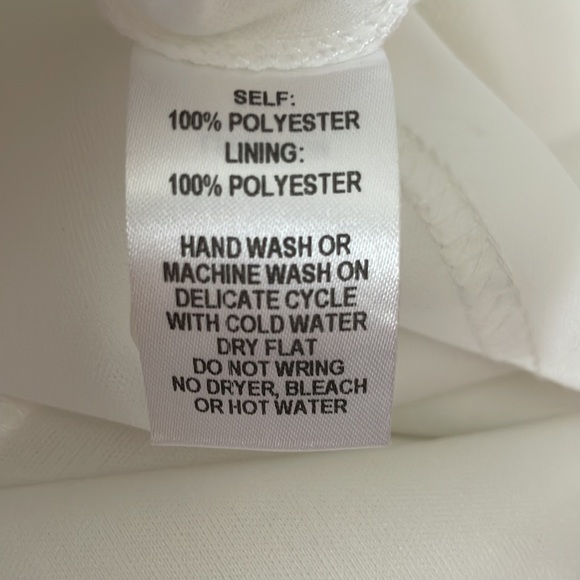 SELF:
100% POLYESTER
LINING:
100% POLYESTER
HAND WASH OR
MACHINE WASH ON
DELICATE CYCLE
WITH COLD WATER
DRY FLAT
DO NOT WRING
NO DRYER, BLEACH
OR HOT WATER